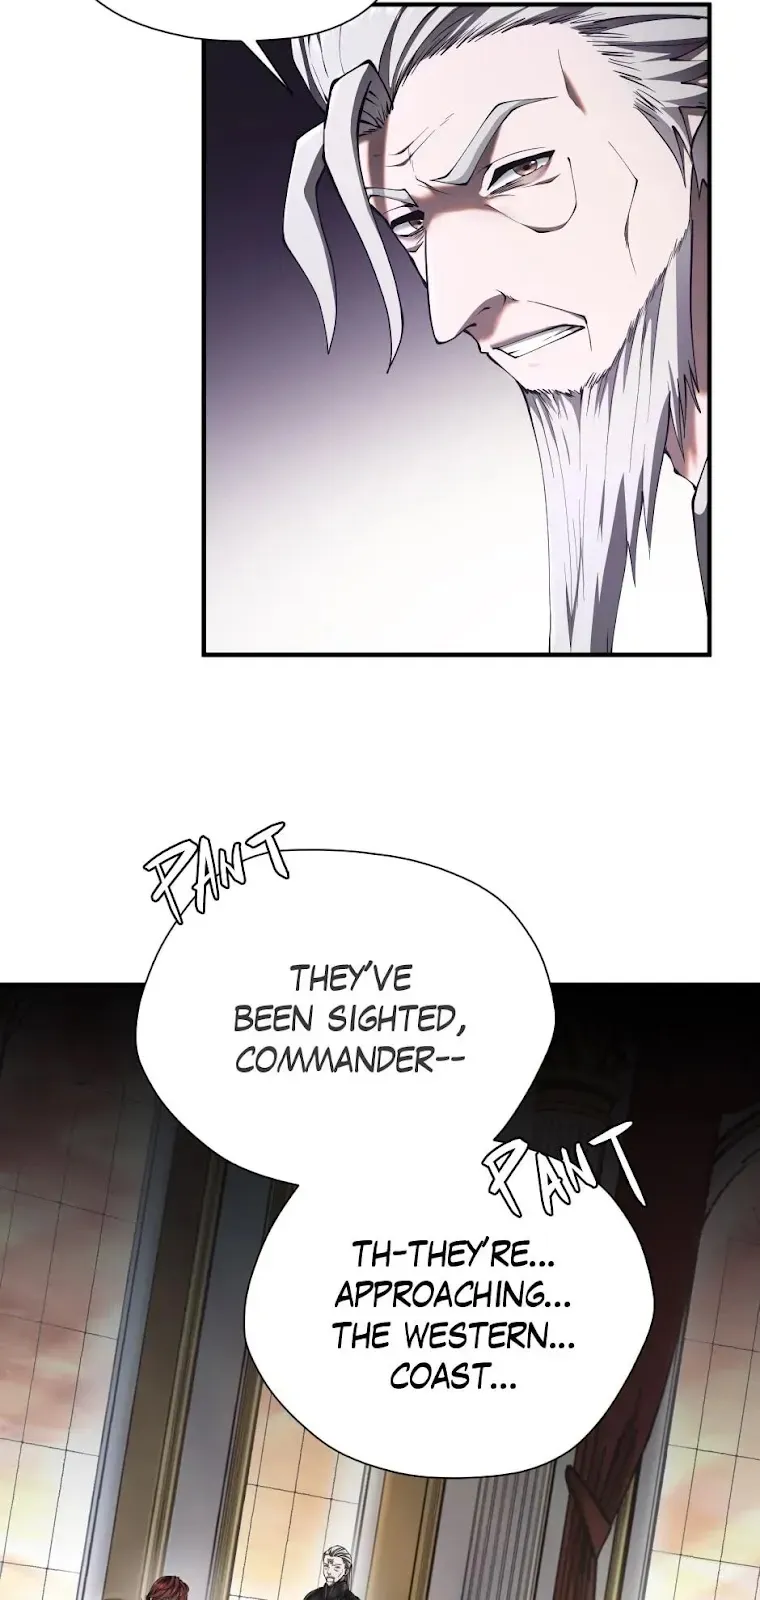 PANT
THEY'VE
BEEN SIGHTED,
COMMANDER--
PANT
TH-THEY'RE...
APPROACHING...
THE WESTERN...
COAST...